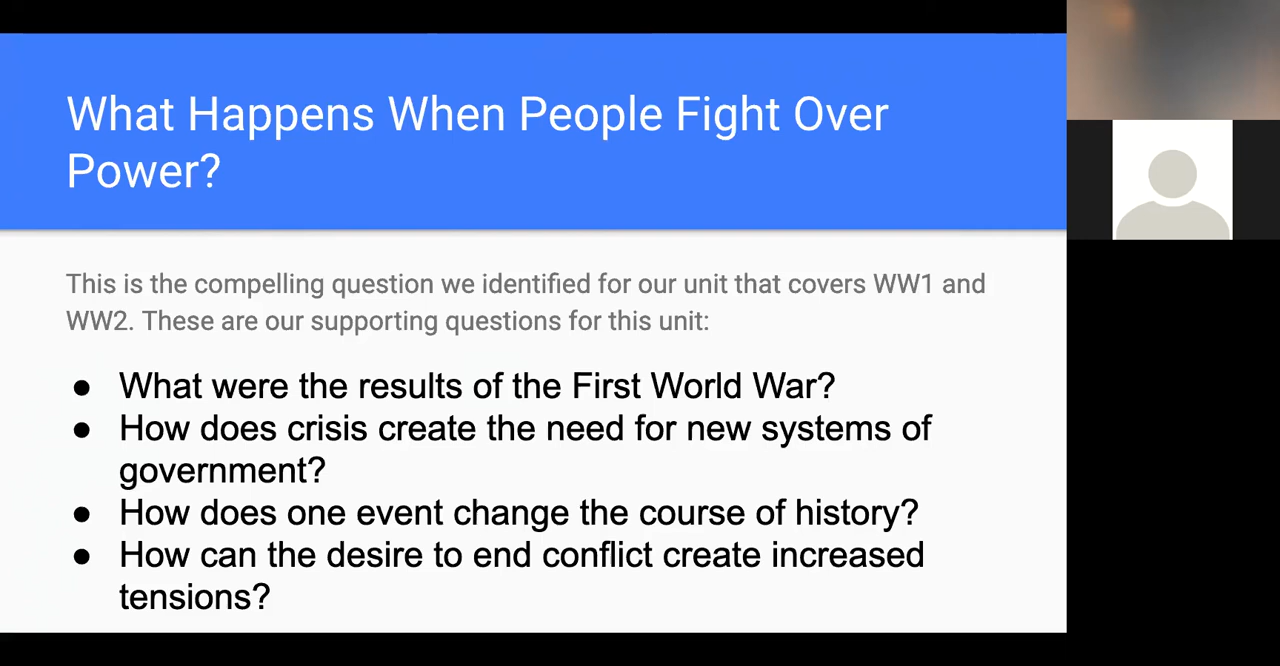 What Happens When People Fight Over
Power?
This is the compelling question we identified for our unit that covers WW1 and
WW2. These are our supporting questions for this unit:
● What were the results of the First World War?
● How does crisis create the need for new systems of
government?
● How does one event change the course of history?
● How can the desire to end conflict create increased
tensions?